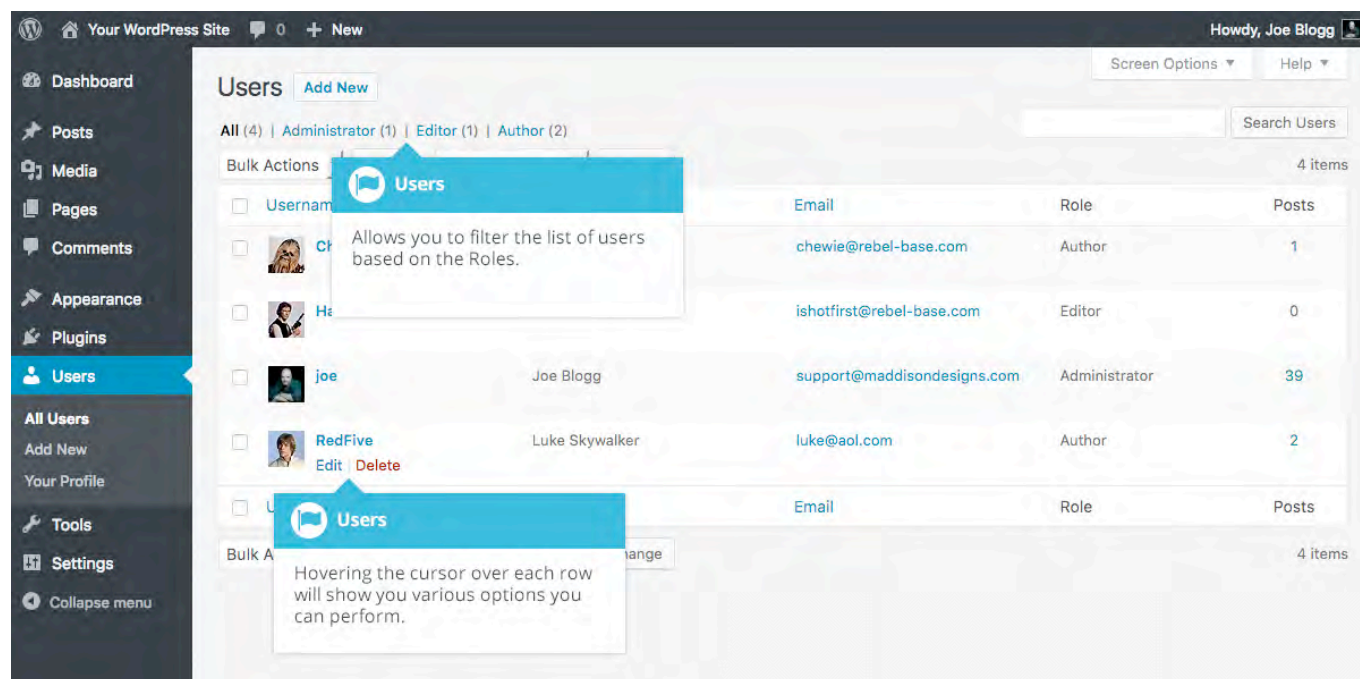 Your WordPress Site 0 + New Howdy, Joe Blogg
Dashboard
Posts
Media
Pages
Comments
Appearance
Plugins
Users
All Users
Add New
Your Profile
Tools
Settings
Collapse menu
Screen Options ▼ Help ▼
Users Add New
All (4) | Administrator (1) | Editor (1) | Author (2)
Search Users
Bulk Actions
4 items
Users
Allows you to filter the list of users
based on the Roles.
Usernam Email Role Posts
chewie@rebel-base.com Author 1
Ha ishotfirst@rebel-base.com Editor 0
joe Joe Blogg support@maddisondesigns.com Administrator 39
RedFive Luke Skywalker luke@aol.com Author 2
Edit | Delete
Email Role Posts
Users
Hovering the cursor over each row
will show you various options you
can perform.
Bulk A hange 4 items